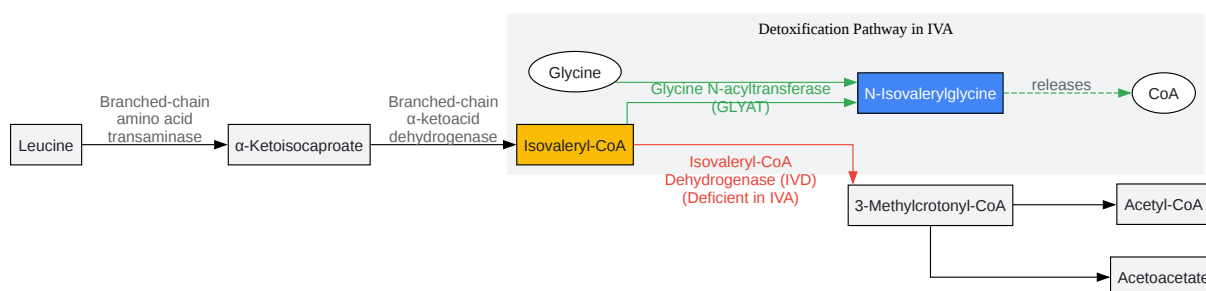 Detoxification Pathway in IVA
Glycine
Glycine N-acyltransferase
(GLYAT)
N-Isovalerylglycine
releases
CoA
Branched-chain
amino acid
transaminase
Branched-chain
α-ketoacid
dehydrogenase
Leucine
α-Ketoisocaproate
Isovaleryl-CoA
Isovaleryl-CoA
Dehydrogenase (IVD)
(Deficient in IVA)
3-Methylcrotonyl-CoA
Acetyl-CoA
Acetoacetate